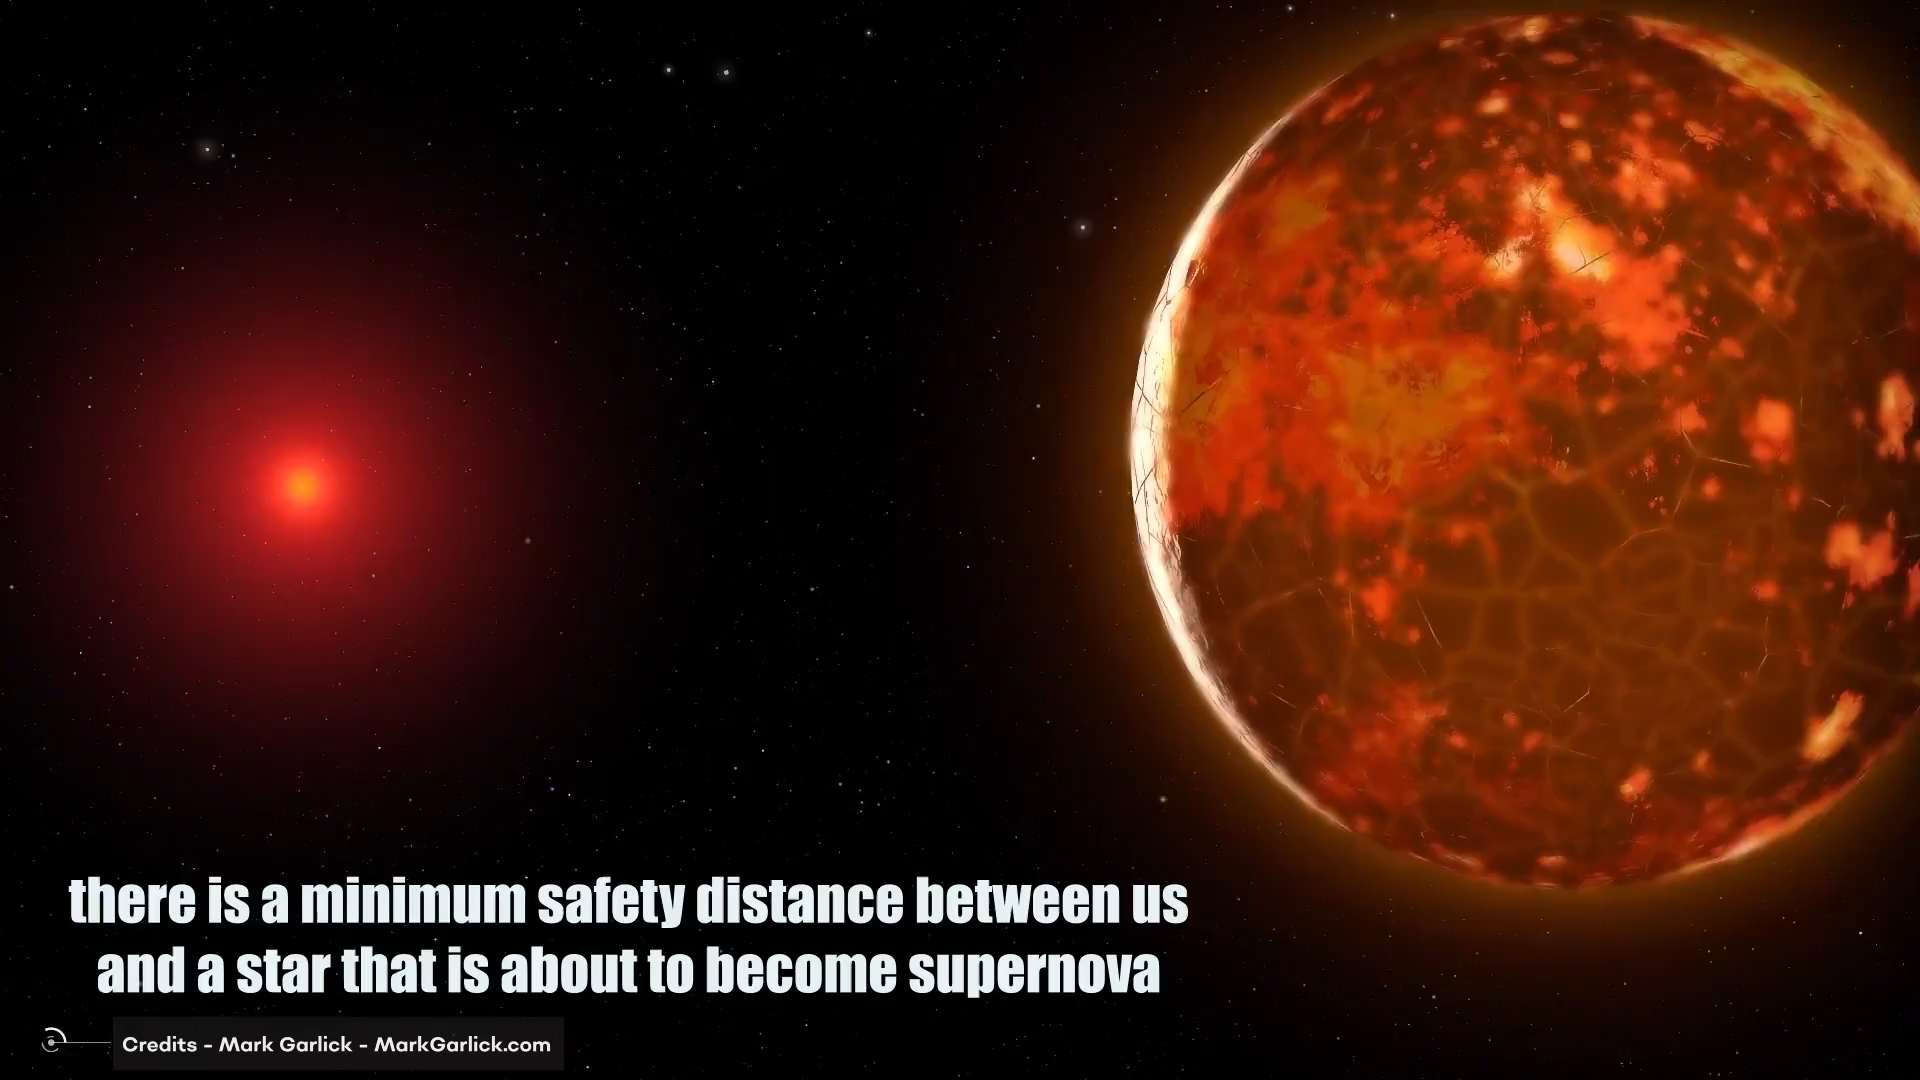 there is a minimum safety distance between us
and a star that is about to become supernova
Credits - Mark Garlick - MarkGarlick.com